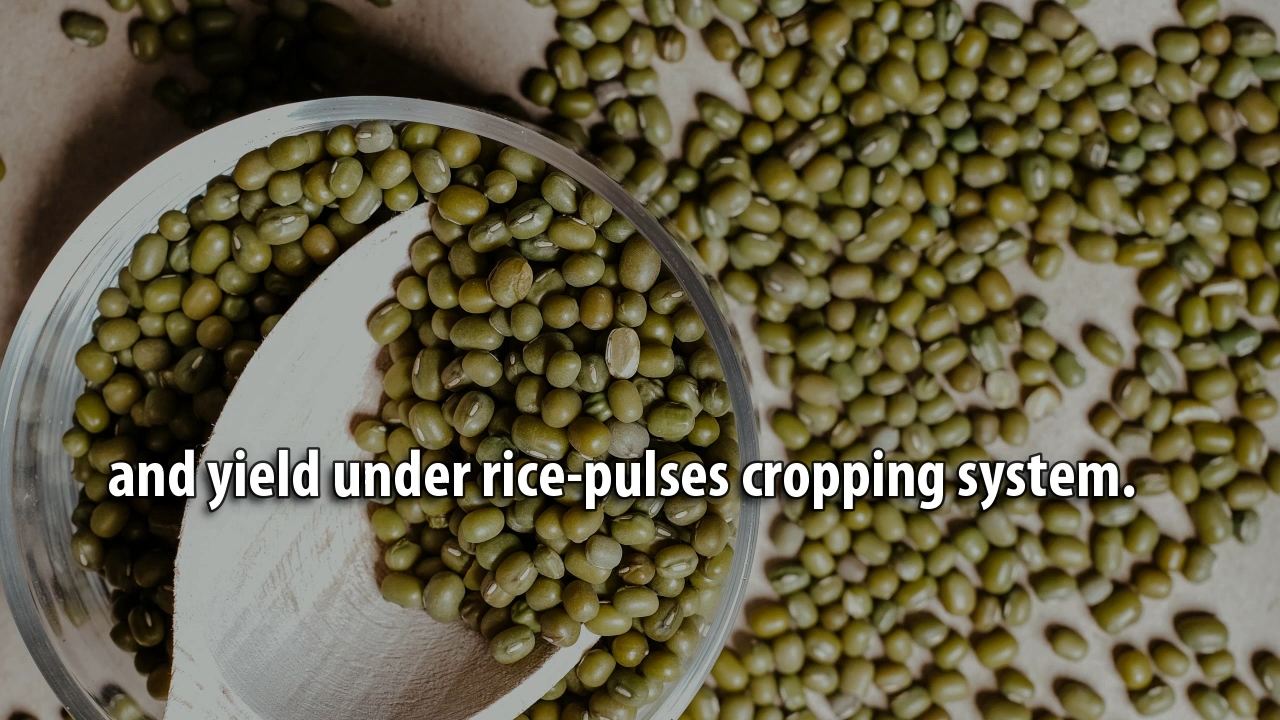 and yield under rice-pulses cropping system.